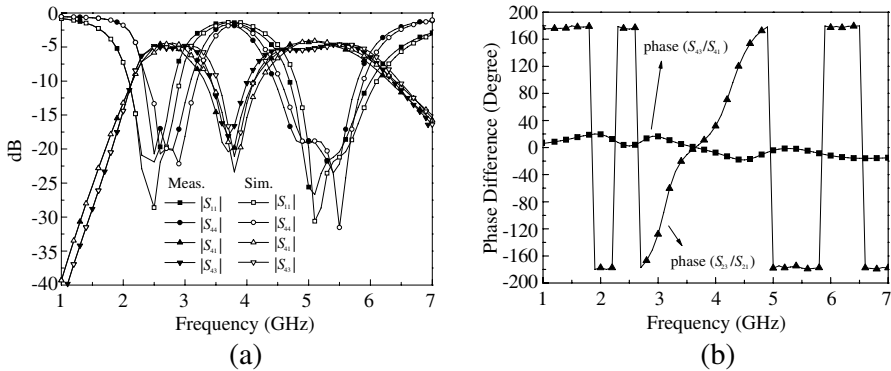 0
-5
-10
-15
-20
-25
-30
-35
-40
dB
Meas. Sim.
|S11| |S11|
|S44| |S44|
|S41| |S41|
|S43| |S43|
1 2 3 4 5 6 7
Frequency (GHz)
(a)
200
160
120
80
40
0
-40
-80
-120
-160
-200
Phase Difference (Degree)
phase (S43/S41)
phase (S23/S21)
1 2 3 4 5 6 7
Frequency (GHz)
(b)